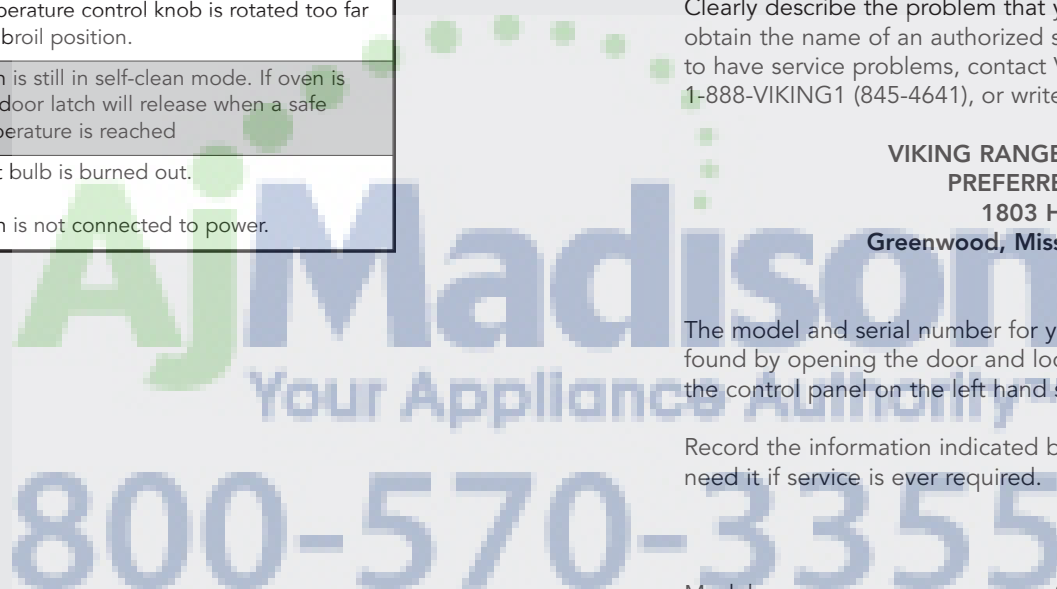 perature control knob is rotated too far
broil position.
n is still in self-clean mode. If oven is
door latch will release when a safe
perature is reached
t bulb is burned out.
n is not connected to power.
Clearly describe the problem that y
obtain the name of an authorized s
to have service problems, contact V
1-888-VIKING1 (845-4641), or write
VIKING RANGE
PREFERRE
1803 H
Greenwood, Miss
The model and serial number for y
found by opening the door and loc
the control panel on the left hand s
Record the information indicated b
need it if service is ever required.
AjMadison
Your Appliance Authority™
800-570-3355